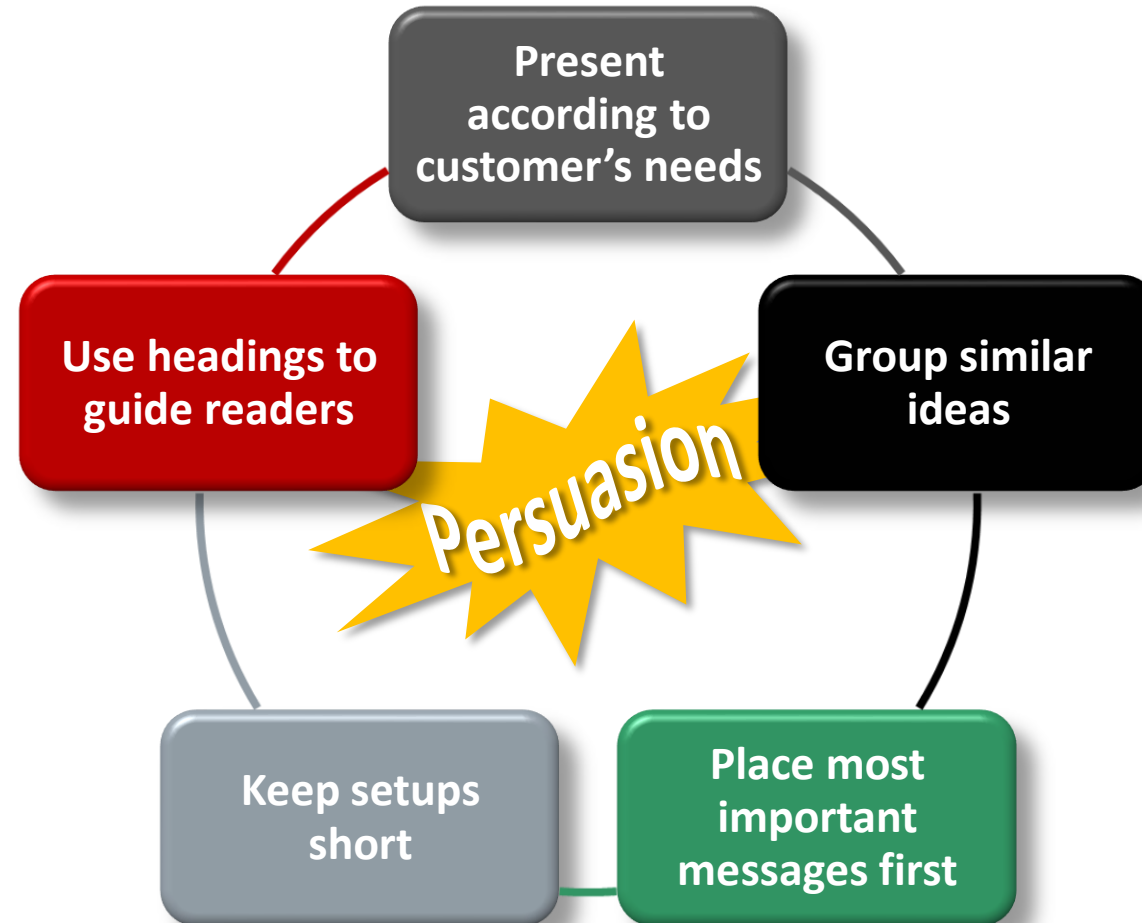 Present
according to
customer’s needs
Use headings to
guide readers
Group similar
ideas
Persuasion
Keep setups
short
Place most
important
messages first